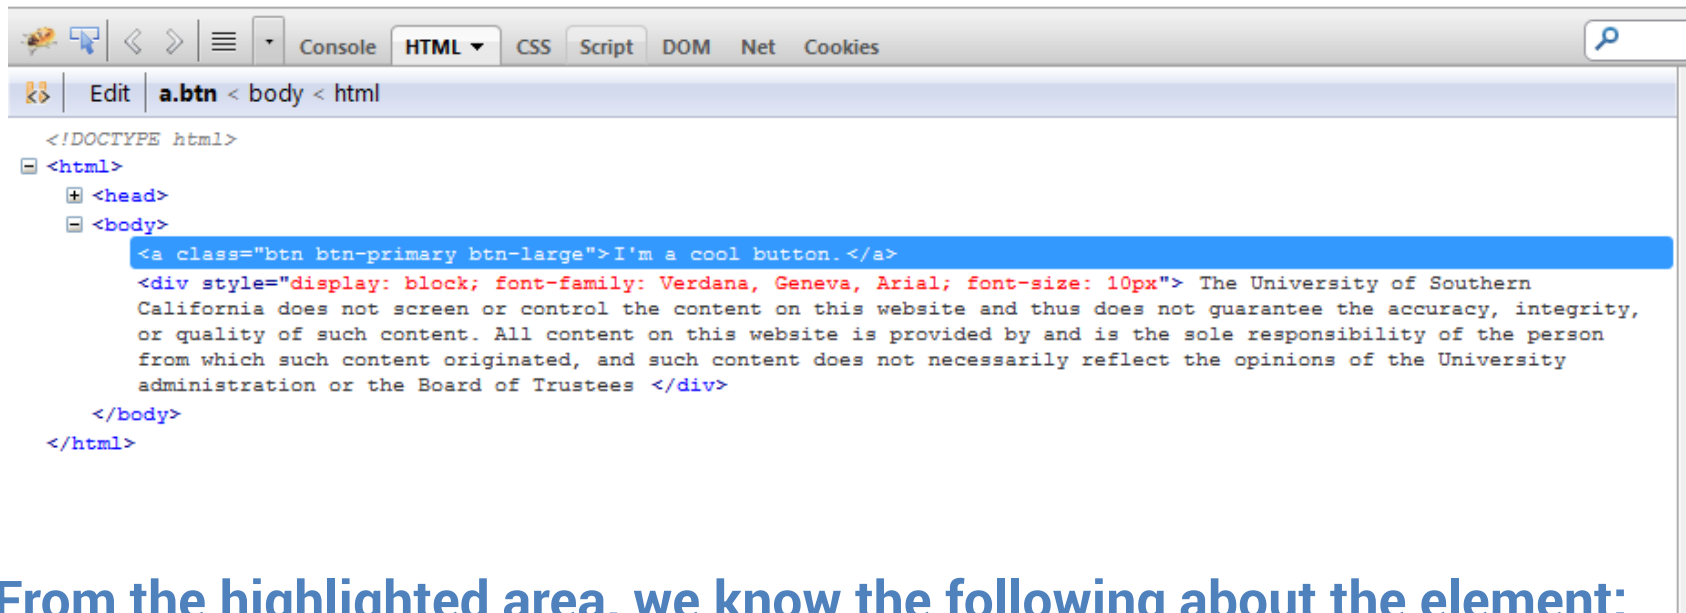 Console HTML CSS Script DOM Net Cookies
Edit a.btn < body < html
<!DOCTYPE html>
<html>
<head>
<body>
<a class="btn btn-primary btn-large">I'm a cool button.</a>
<div style="display: block; font-family: Verdana, Geneva, Arial; font-size: 10px"> The University of Southern
California does not screen or control the content on this website and thus does not guarantee the accuracy, integrity,
or quality of such content. All content on this website is provided by and is the sole responsibility of the person
from which such content originated, and such content does not necessarily reflect the opinions of the University
administration or the Board of Trustees </div>
</body>
</html>
From the highlighted area, we know the following about the element: